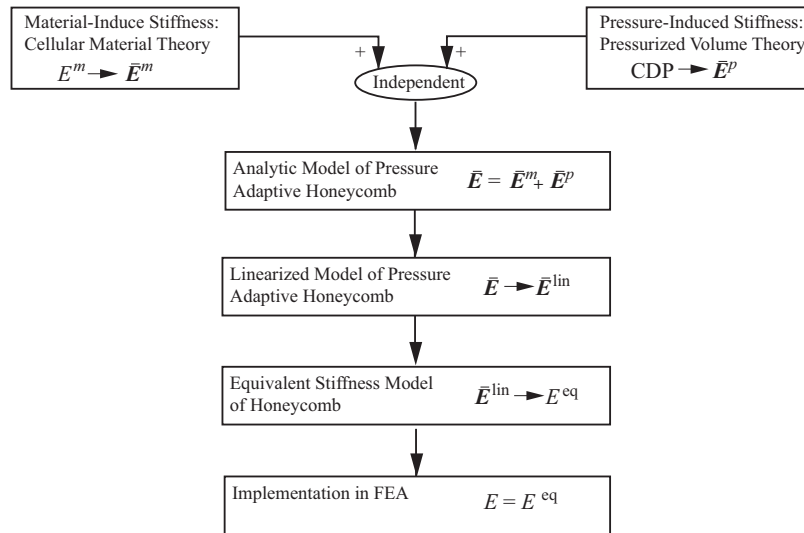 Material-Induce Stiffness:
Cellular Material Theory
E^m → Ē^m
Pressure-Induced Stiffness:
Pressurized Volume Theory
CDP → Ē^p
+
+
Independent
Analytic Model of Pressure
Adaptive Honeycomb
Ē = Ē^m + Ē^p
Linearized Model of Pressure
Adaptive Honeycomb
Ē → Ē^lin
Equivalent Stiffness Model
of Honeycomb
Ē^lin → E^eq
Implementation in FEA
E = E^eq